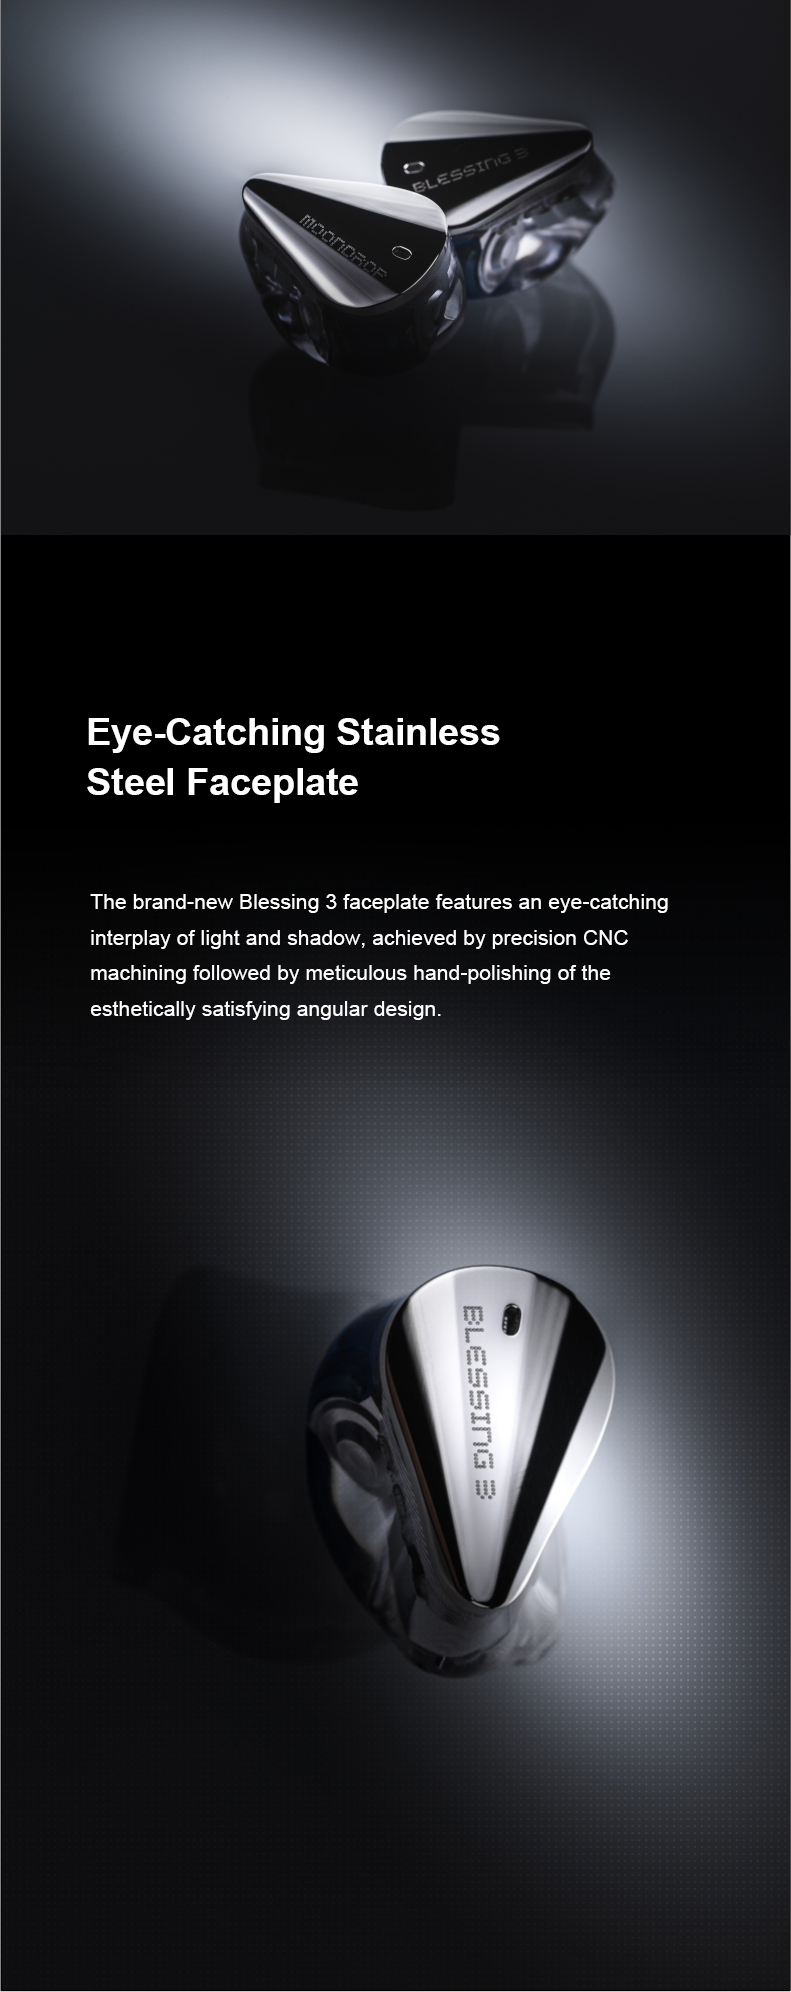 BLESSING 3
MOONDROP
Eye-Catching Stainless
Steel Faceplate
The brand-new Blessing 3 faceplate features an eye-catching
interplay of light and shadow, achieved by precision CNC
machining followed by meticulous hand-polishing of the
esthetically satisfying angular design.
BLESSING 3